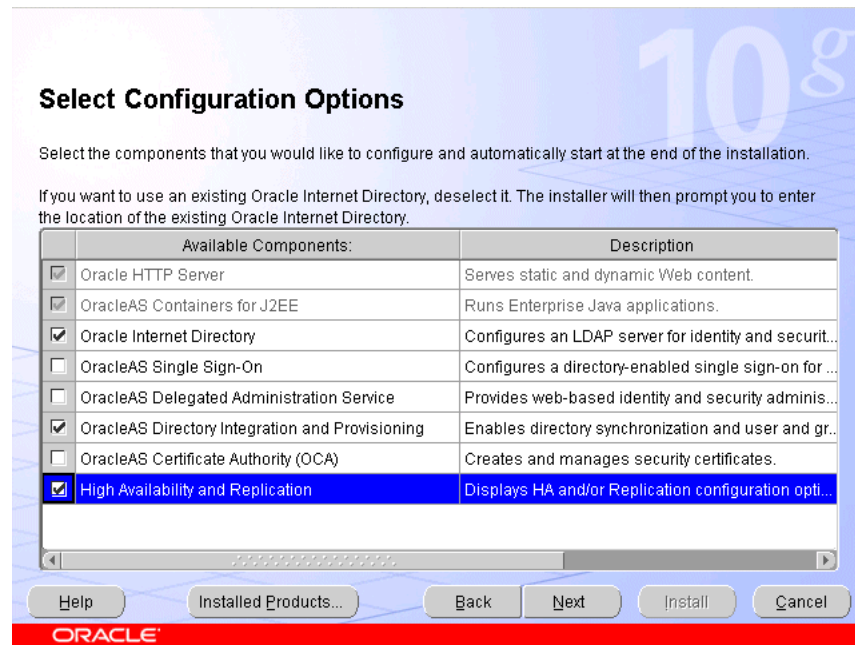 10g
Select Configuration Options
Select the components that you would like to configure and automatically start at the end of the installation.
If you want to use an existing Oracle Internet Directory, deselect it. The installer will then prompt you to enter
the location of the existing Oracle Internet Directory.
Available Components: Description
Oracle HTTP Server Serves static and dynamic Web content.
OracleAS Containers for J2EE Runs Enterprise Java applications.
Oracle Internet Directory Configures an LDAP server for identity and securit...
OracleAS Single Sign-On Configures a directory-enabled single sign-on for ...
OracleAS Delegated Administration Service Provides web-based identity and security adminis...
OracleAS Directory Integration and Provisioning Enables directory synchronization and user and gr...
OracleAS Certificate Authority (OCA) Creates and manages security certificates.
High Availability and Replication Displays HA and/or Replication configuration opti...
Help Installed Products... Back Next Install Cancel
ORACLE